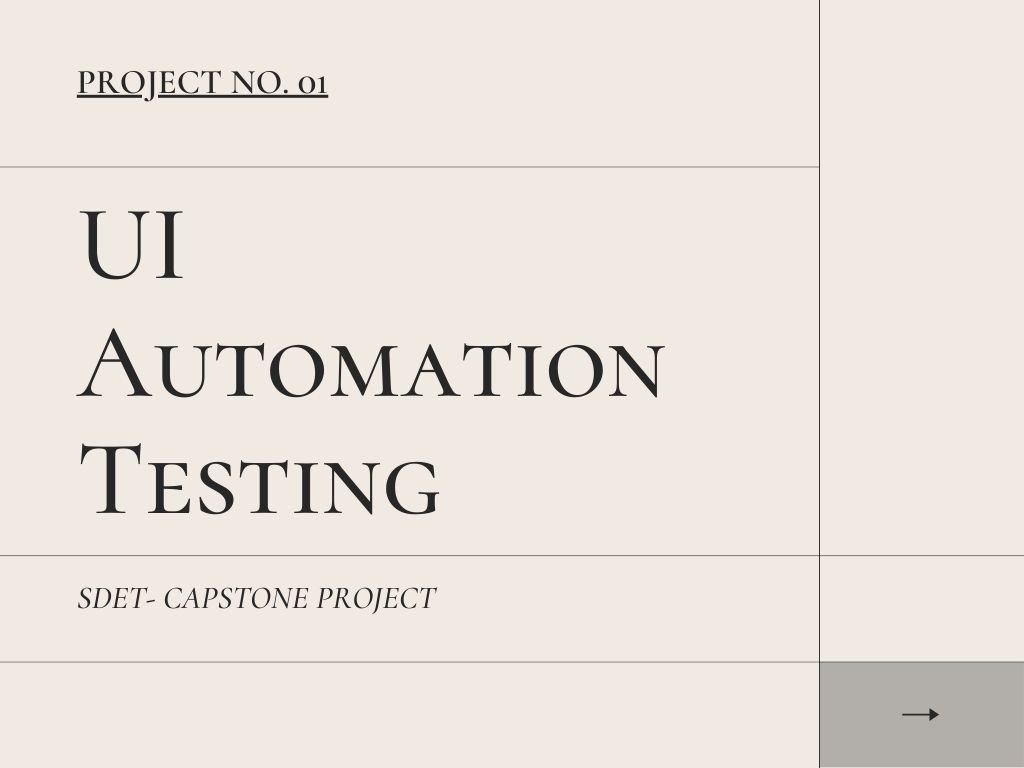 PROJECT NO. 01
UI
Automation
Testing
SDET- CAPSTONE PROJECT